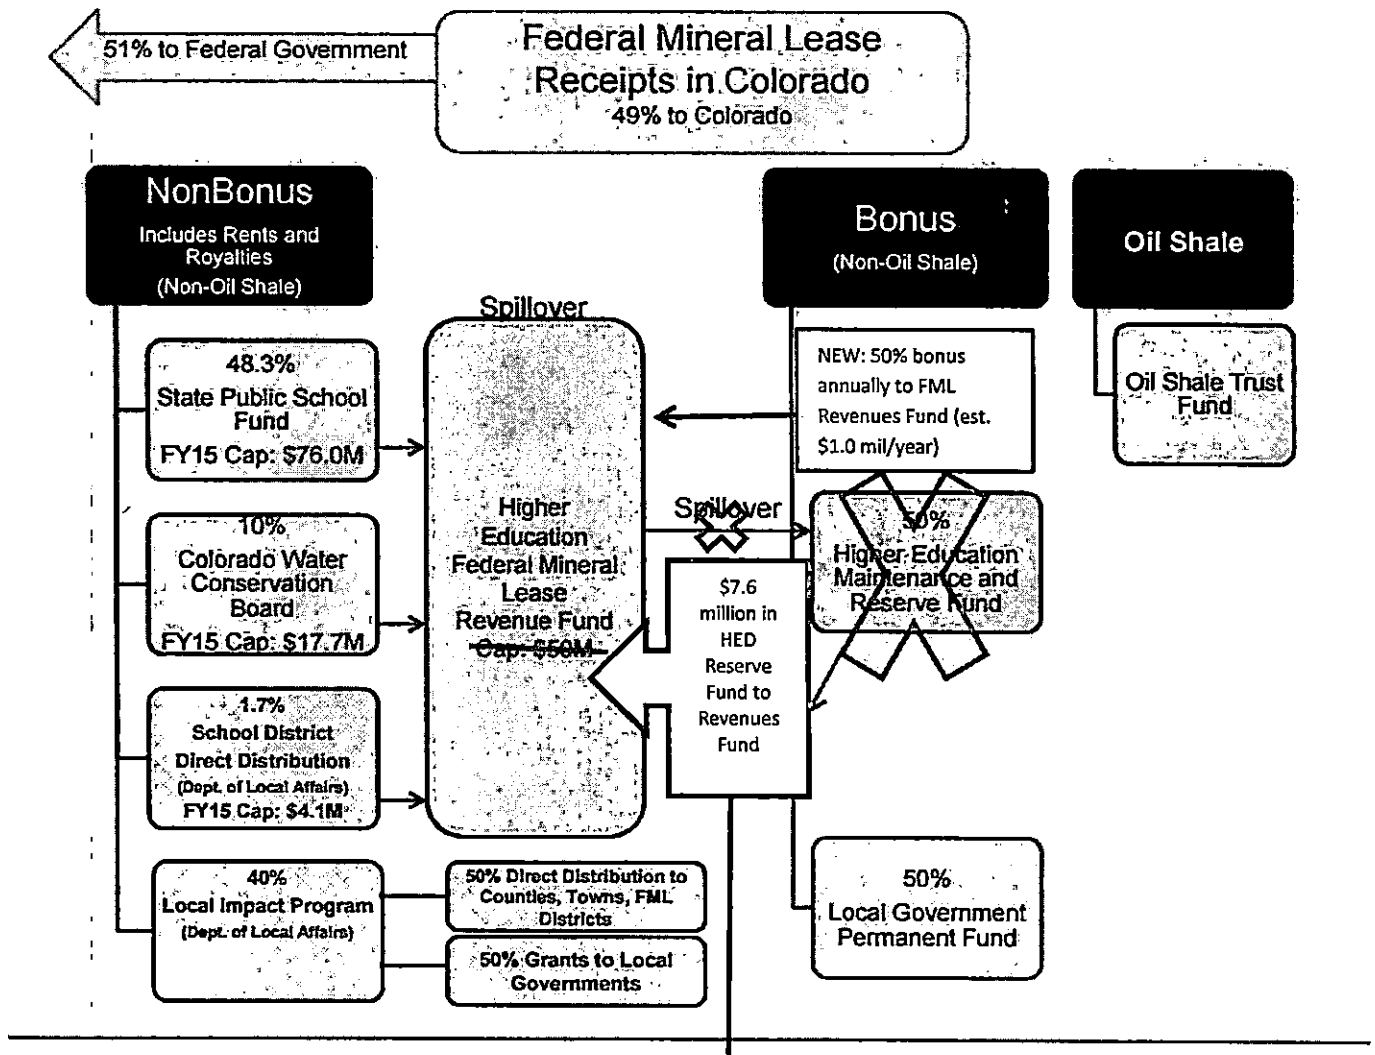 51% to Federal Government
Federal Mineral Lease
Receipts in Colorado
49% to Colorado
NonBonus
Includes Rents and
Royalties
(Non-Oil Shale)
Bonus
(Non-Oil Shale)
Oil Shale
48.3%
State Public School
Fund
FY15 Cap: $76.0M
10%
Colorado Water
Conservation
Board
FY15 Cap: $17.7M
1.7%
School District
Direct Distribution
(Dept. of Local Affairs)
FY15 Cap: $4.1M
40%
Local Impact Program
(Dept. of Local Affairs)
Spillover
Higher
Education
Federal Mineral
Lease
Revenue Fund
Cap: $50M
50% Direct Distribution to
Counties, Towns, FML
Districts
50% Grants to Local
Governments
NEW: 50% bonus
annually to FML
Revenues Fund (est.
$1.0 mil/year)
Spillover
$7.6
million in
HED
Reserve
Fund to
Revenues
Fund
50%
Higher Education
Maintenance and
Reserve Fund
50%
Local Government
Permanent Fund
Oil Shale Trust
Fund